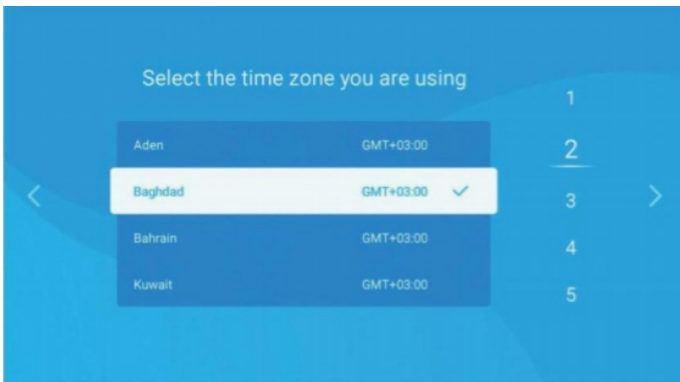 Select the time zone you are using
Aden GMT+03:00
Baghdad GMT+03:00
Bahrain GMT+03:00
Kuwait GMT+03:00
1
2
3
4
5